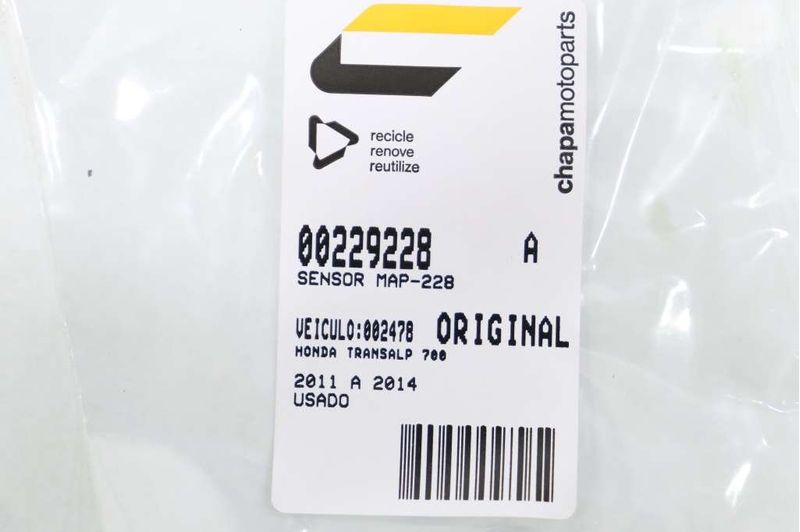 chapamotoparts
recicle
renove
reutilize
00229228 A
SENSOR MAP-228
VEICULO:002478 ORIGINAL
HONDA TRANSALP 700
2011 A 2014
USADO